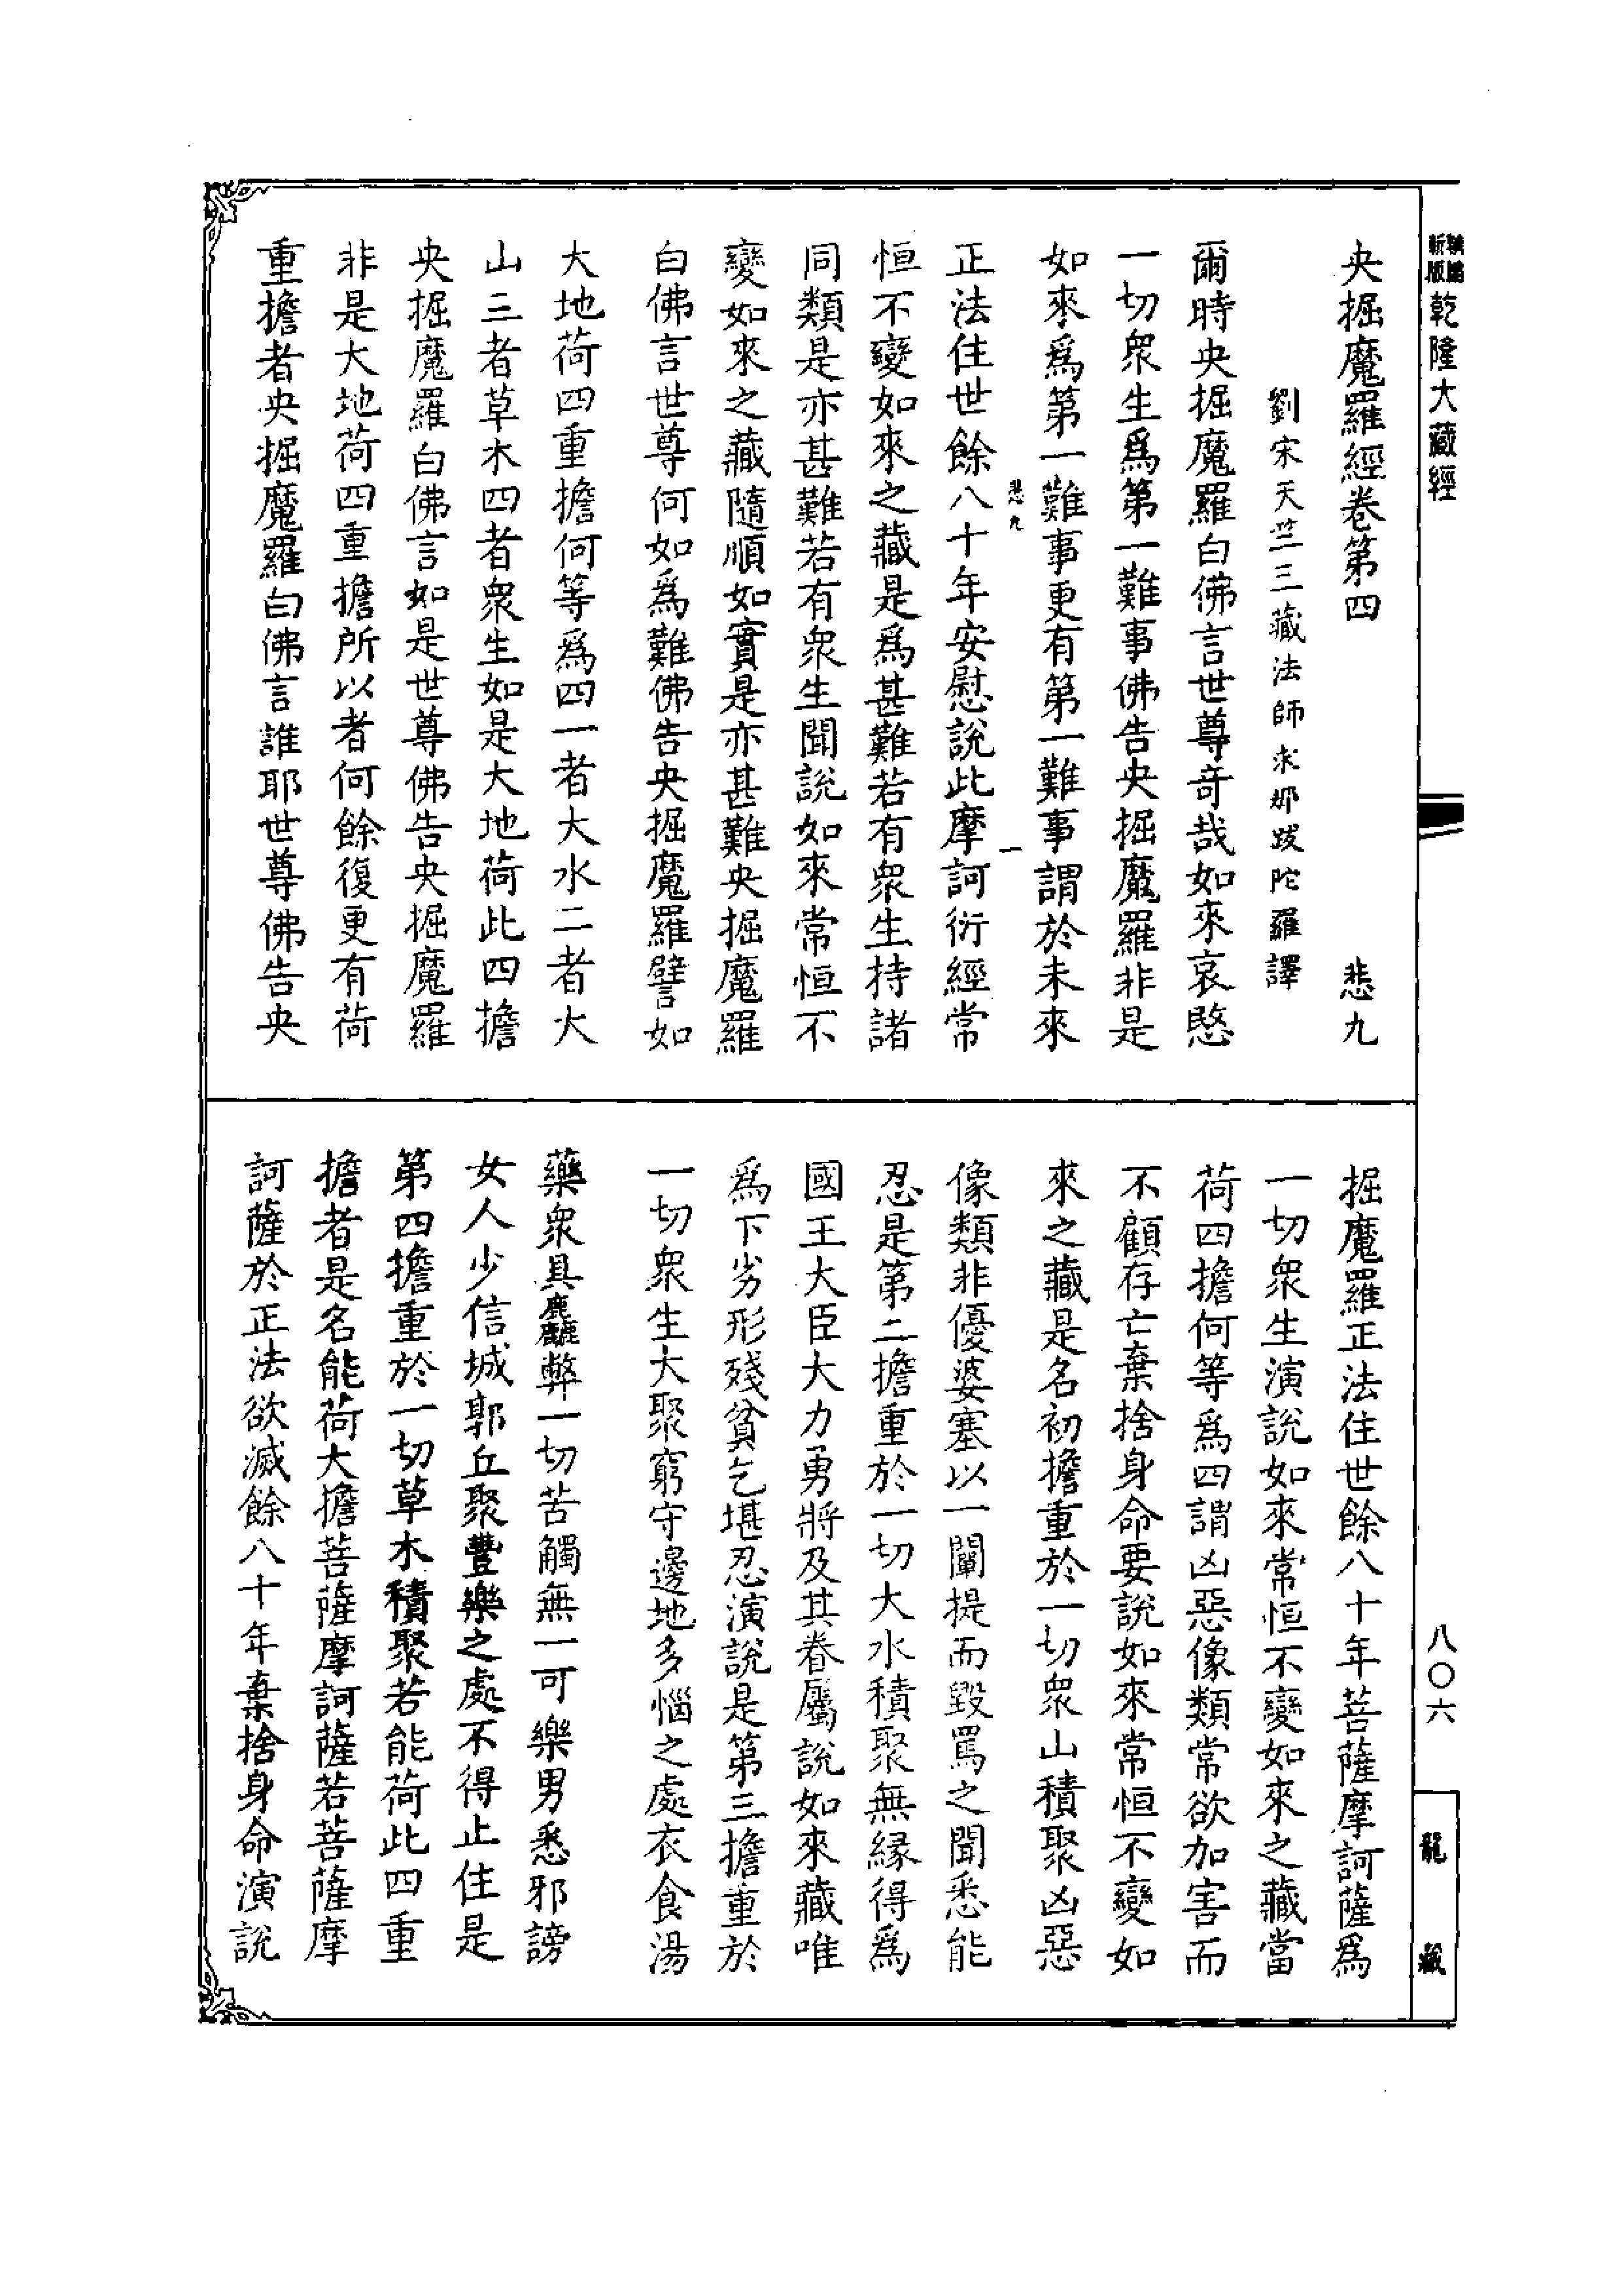 新版
乾隆大藏經
八〇六
龍藏
央掘魔羅經卷第四 悲九
劉宋天竺三藏法師求那跋陀羅譯
爾時央掘魔羅白佛言世尊奇哉如來哀愍
一切衆生爲第一難事佛告央掘魔羅非是
如來爲第一難事更有第一難事謂於未來
悲九 一
正法住世餘八十年安慰說此摩訶衍經常
恒不變如來之藏是爲甚難若有衆生持諸
同類是亦甚難若有衆生聞說如來常恒不
變如來之藏隨順如實是亦甚難央掘魔羅
白佛言世尊何如爲難佛告央掘魔羅譬如
大地荷四重擔何等爲四一者大水二者大
山三者草木四者衆生如是大地荷此四擔
央掘魔羅白佛言如是世尊佛告央掘魔羅
非是大地荷四重擔所以者何餘復更有荷
重擔者央掘魔羅白佛言誰耶世尊佛告央
掘魔羅正法住世餘八十年菩薩摩訶薩爲
一切衆生演說如來常恒不變如來之藏當
荷四擔何等爲四謂凶惡像類常欲加害而
不顧存亡棄捨身命要說如來常恒不變如
來之藏是名初擔重於一切衆山積聚凶惡
像類非優婆塞以一闡提而毀罵之聞悉能
忍是第二擔重於一切大水積聚無緣得爲
國王大臣大力勇將及其眷屬說如來藏唯
爲下劣形殘貧乞堪忍演說是第三擔重於
一切衆生大聚窮守邊地多惱之處衣食湯
藥衆具麤弊一切苦觸無一可樂男悉邪謗
女人少信城郭丘聚豐樂之處不得止住是
第四擔重於一切草木積聚若能荷此四重
擔者是名能荷大擔菩薩摩訶薩若菩薩摩
訶薩於正法欲滅餘八十年棄捨身命演說